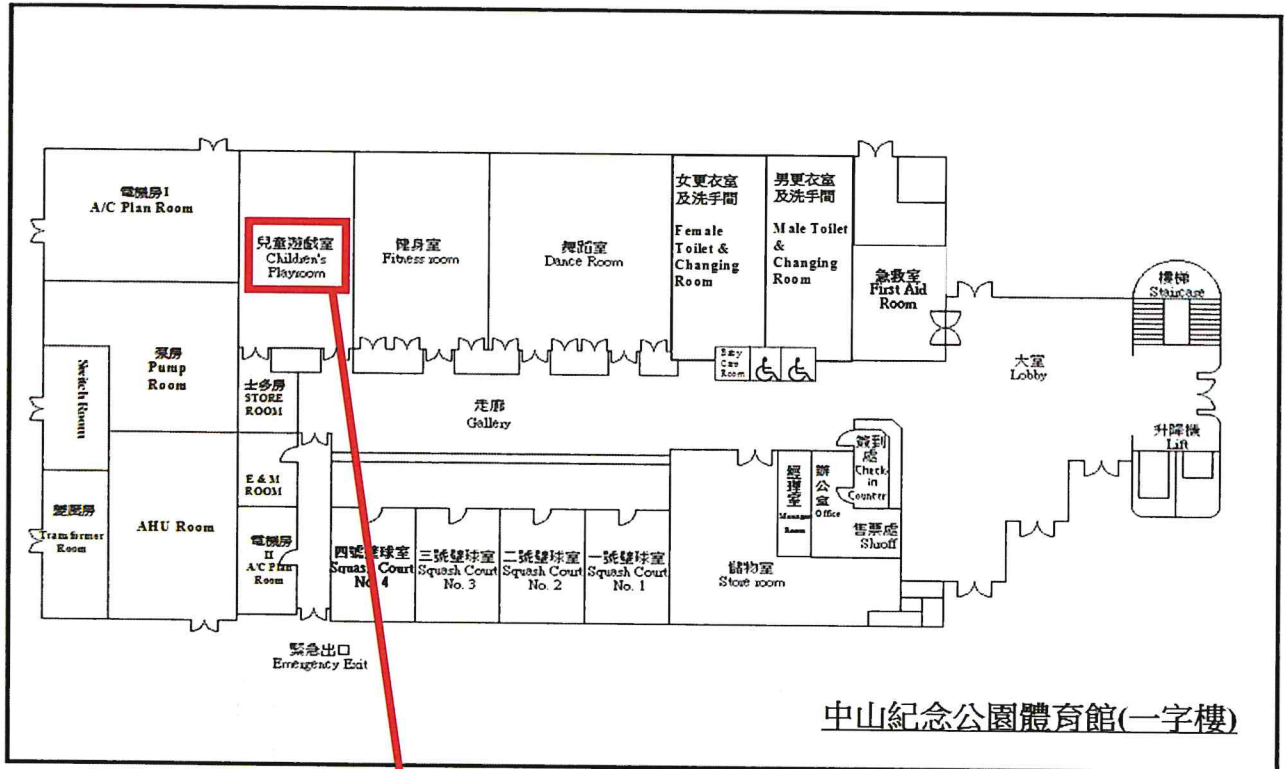 電機房I
A/C Plan Room
兒童遊戲室
Children's
Playroom
健身室
Fitness room
舞蹈室
Dance Room
女更衣室
及洗手間
Female
Toilet &
Changing
Room
男更衣室
及洗手間
Male Toilet
&
Changing
Room
急救室
First Aid
Room
樓梯
Staircase
泵房
Pump
Room
Switch Room
士多房
STORE
ROOM
走廊
Gallery
Baby
Care
Room
大堂
Lobby
升降機
Lift
變壓房
Transformer
Room
AHU Room
E & M
ROOM
電機房
II
A/C Plan
Room
四號壁球室
Squash Court
No. 4
三號壁球室
Squash Court
No. 3
二號壁球室
Squash Court
No. 2
一號壁球室
Squash Court
No. 1
儲物室
Store room
經理室
Manager
Room
辦公室
Office
簽到處
Check-
in
Counter
售票處
Shroff
緊急出口
Emergency Exit
中山紀念公園體育館(一字樓)